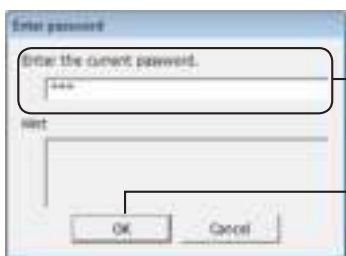 Enter password
Enter the current password.
***
Hint
OK
Cancel